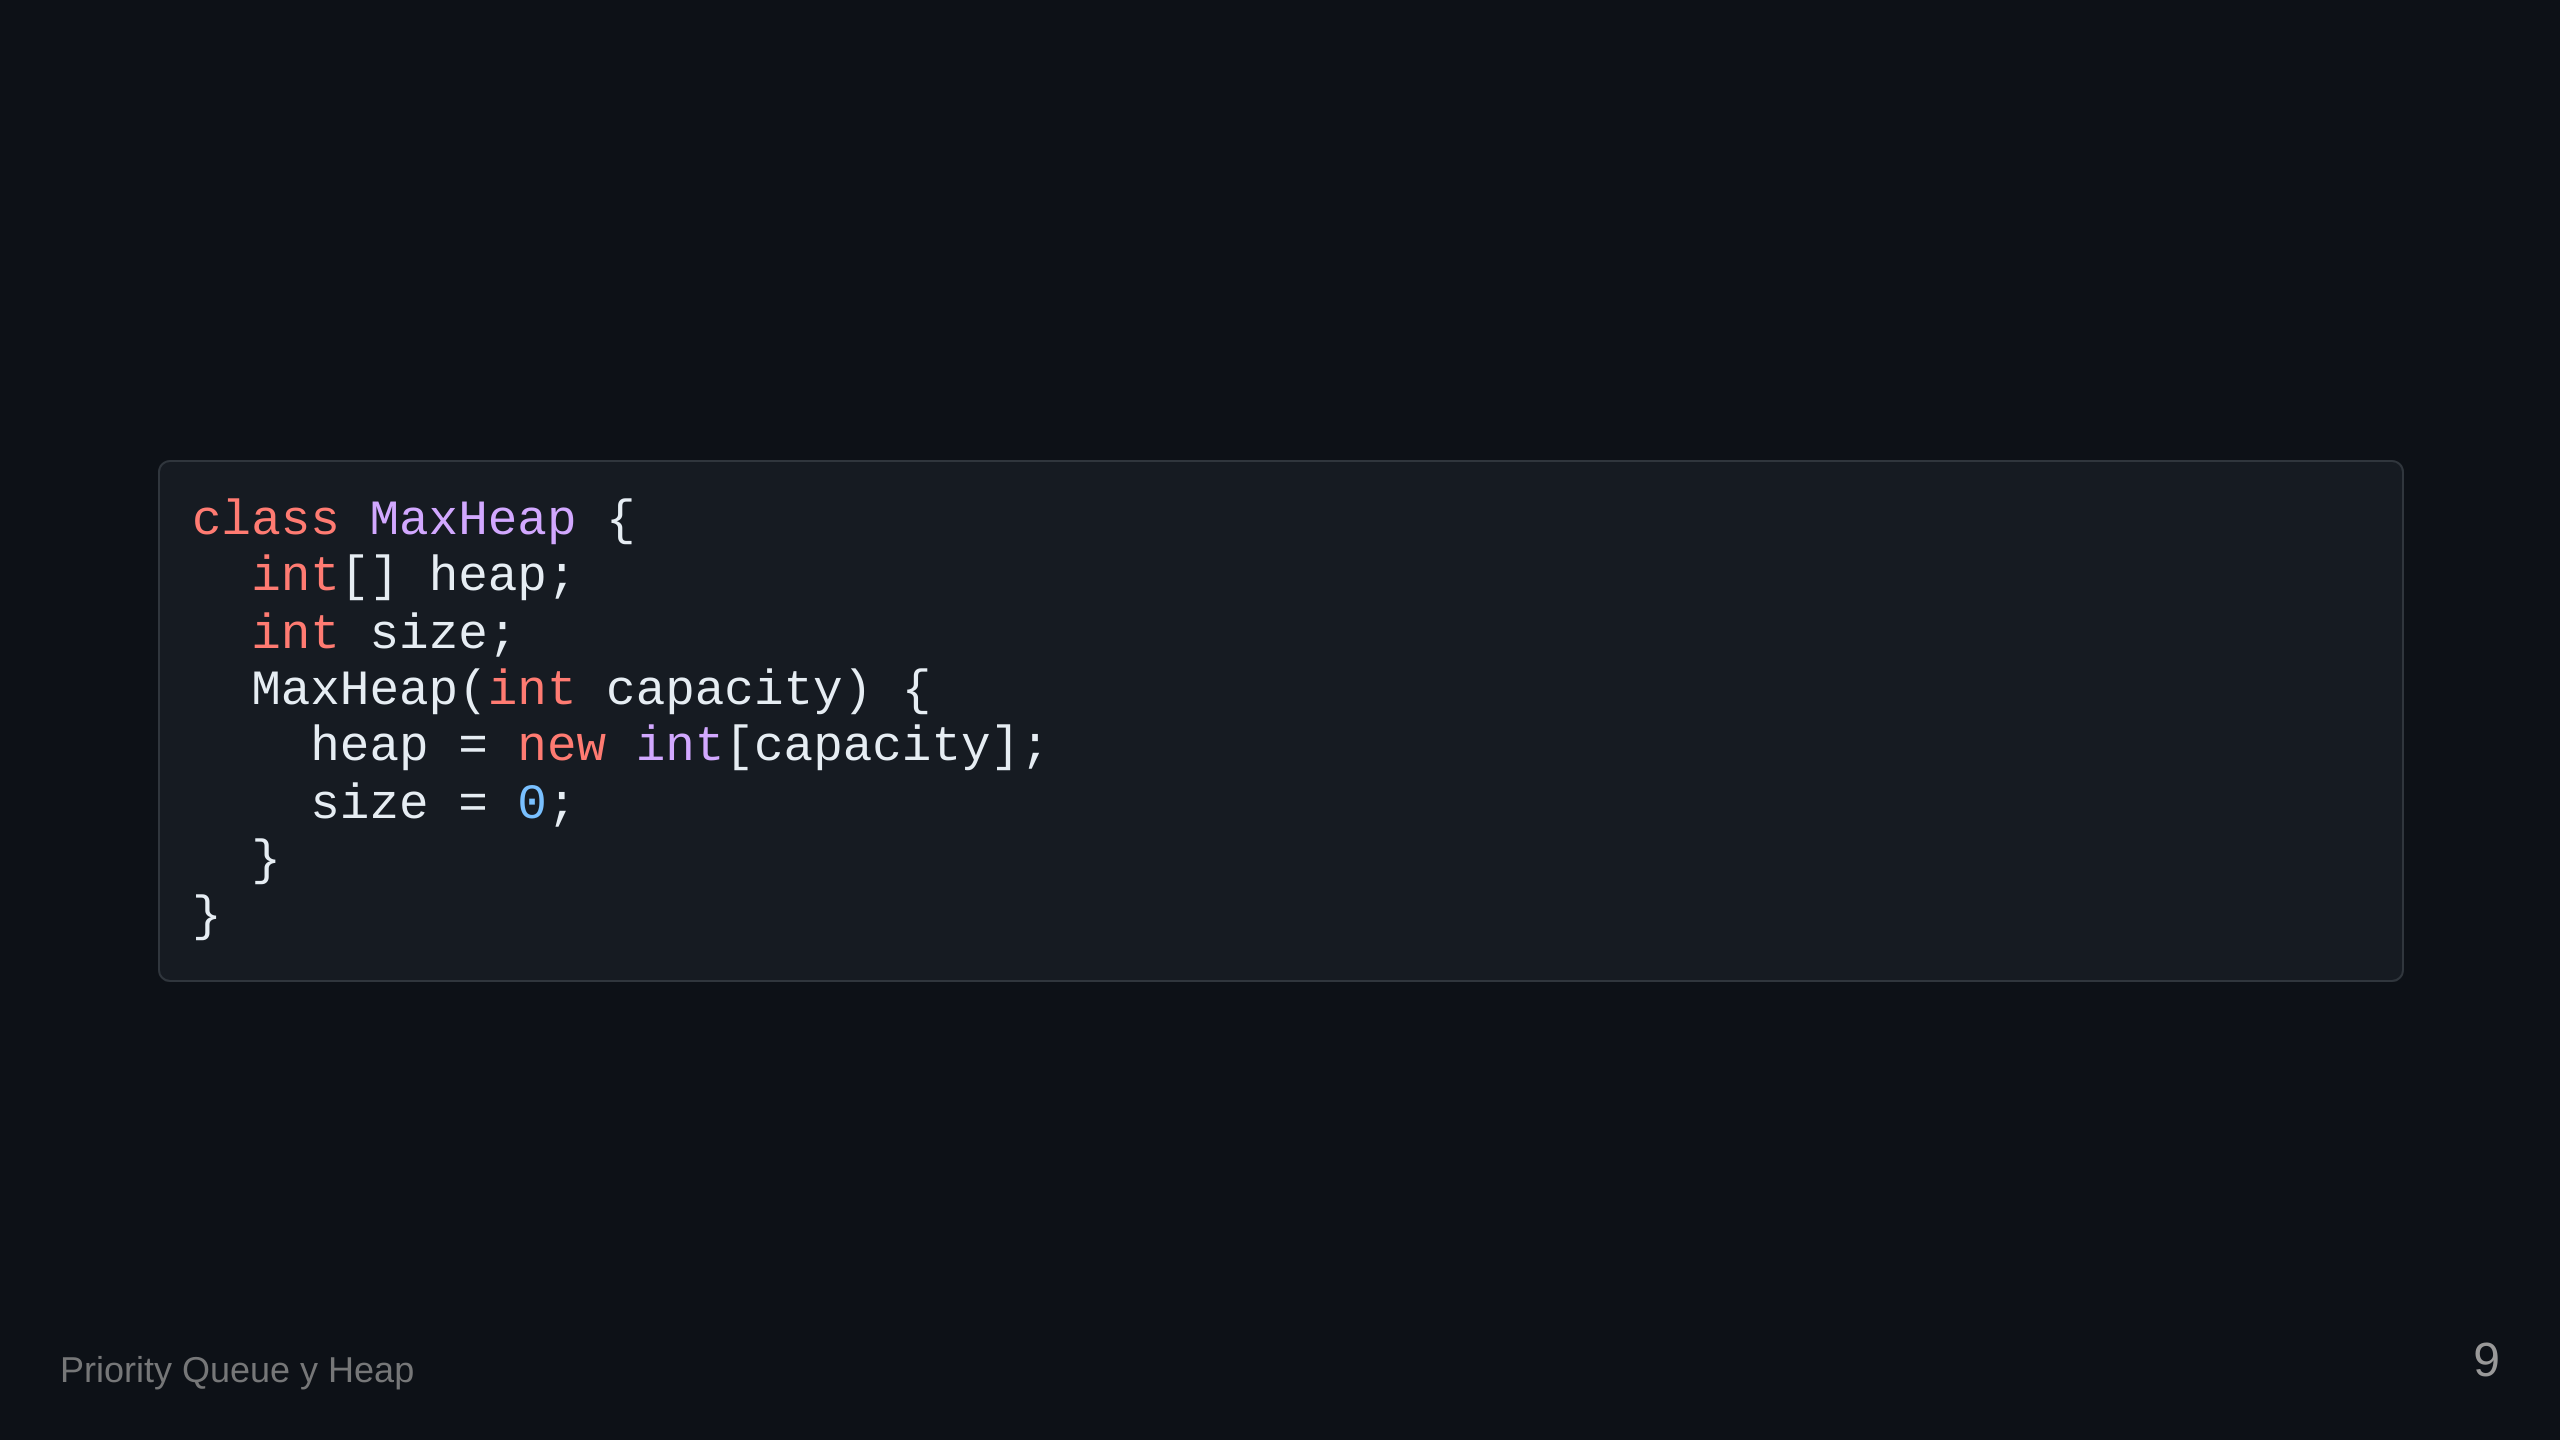 class MaxHeap {
  int[] heap;
  int size;
  MaxHeap(int capacity) {
    heap = new int[capacity];
    size = 0;
  }
}
Priority Queue y Heap
9